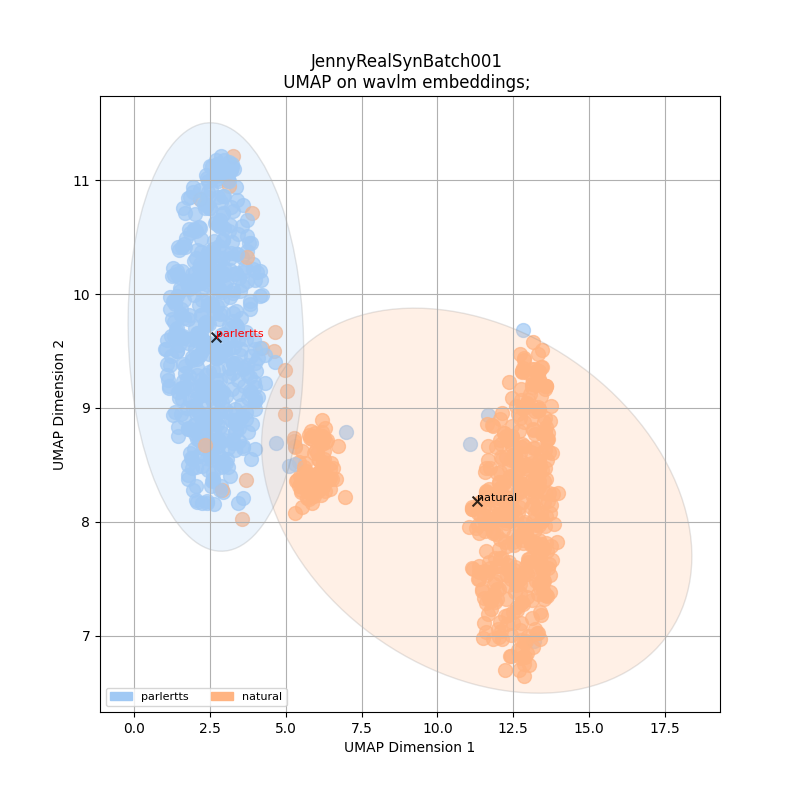 JennyRealSynBatch001
UMAP on wavlm embeddings;
UMAP Dimension 2
11
10
9
8
7
parlertts
natural
parlertts natural
0.0 2.5 5.0 7.5 10.0 12.5 15.0 17.5
UMAP Dimension 1